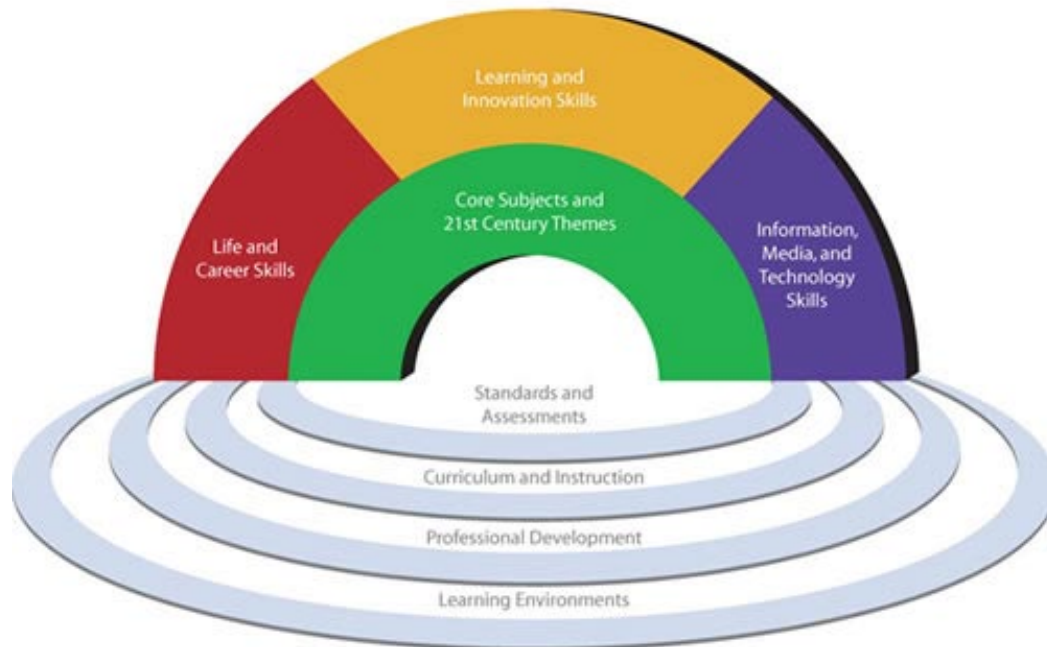 Learning and
Innovation Skills
Core Subjects and
21st Century Themes
Life and
Career Skills
Information,
Media, and
Technology
Skills
Standards and
Assessments
Curriculum and Instruction
Professional Development
Learning Environments